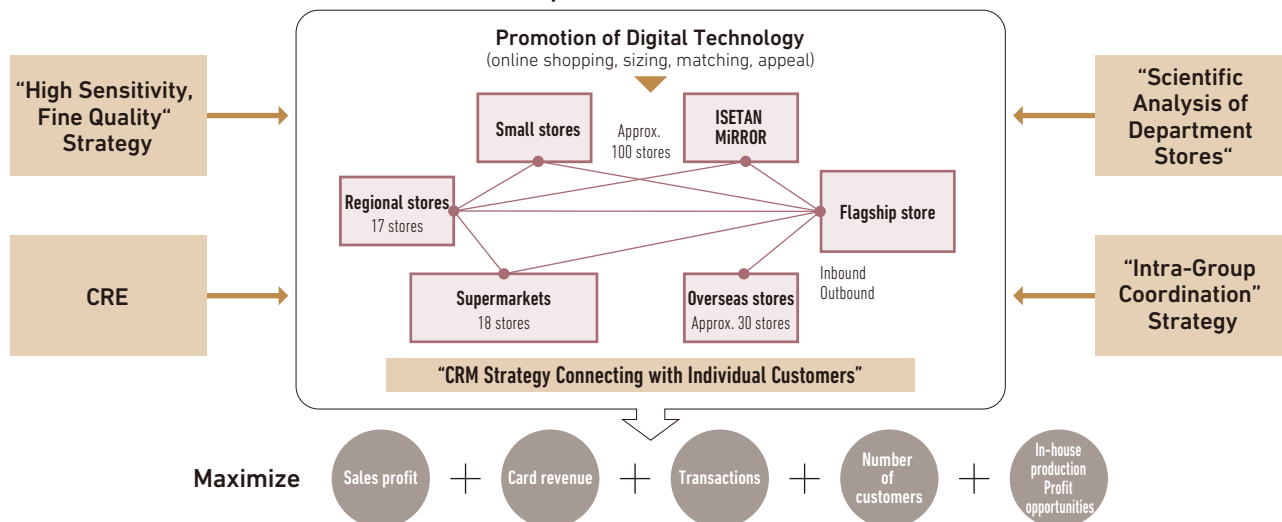 Promotion of Digital Technology
(online shopping, sizing, matching, appeal)
“High Sensitivity,
Fine Quality“
Strategy
“Scientific
Analysis of
Department
Stores“
Small stores
Approx.
100 stores
ISETAN
MiRROR
Regional stores
17 stores
Flagship store
CRE
Supermarkets
18 stores
Overseas stores
Approx. 30 stores
Inbound
Outbound
“Intra-Group
Coordination”
Strategy
“CRM Strategy Connecting with Individual Customers”
Maximize
Sales profit
+
Card revenue
+
Transactions
+
Number
of
customers
+
In-house
production
Profit
opportunities